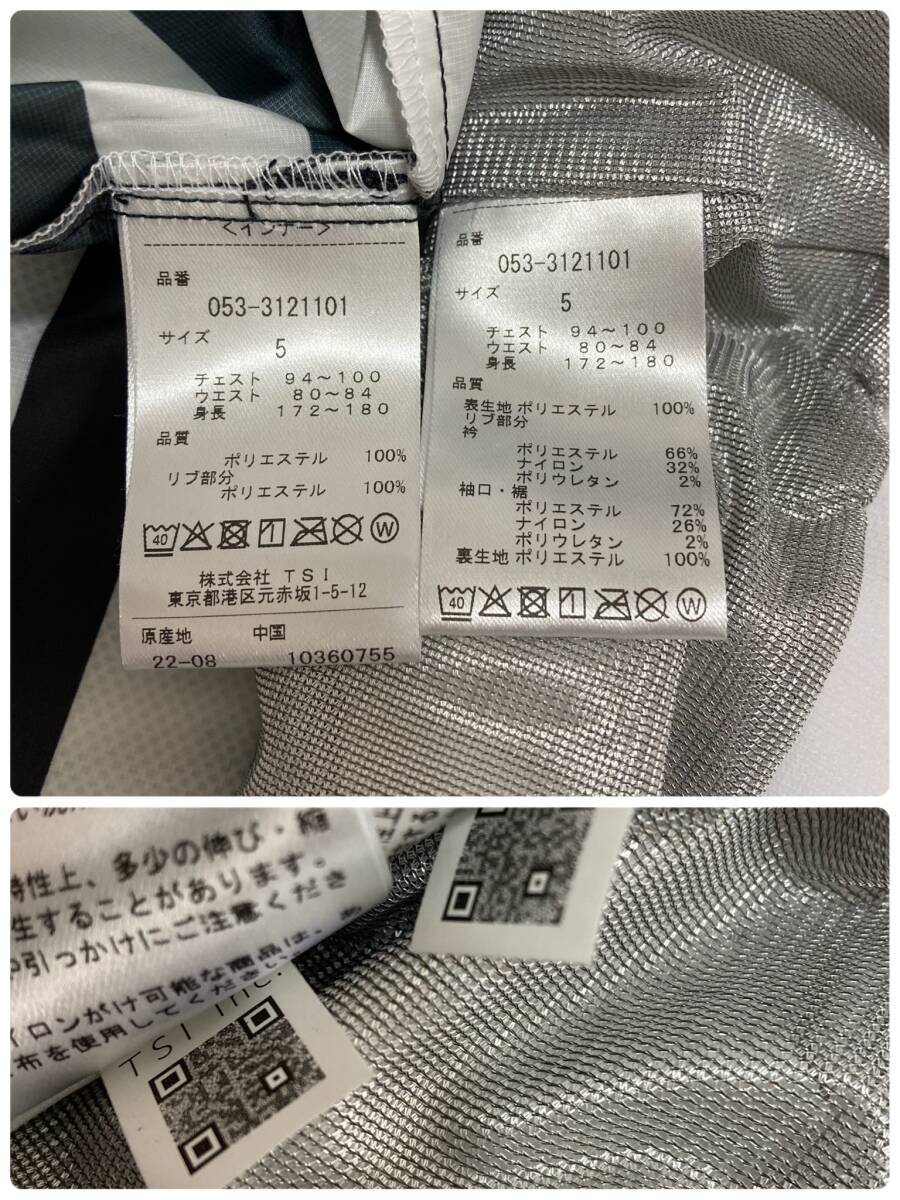 <インナー>
品番
053-3121101
サイズ
5
チェスト 94～100
ウエスト 80～84
身長 172～180
品質
ポリエステル 100%
リブ部分
ポリエステル 100%
40
W
株式会社 TSI
東京都港区元赤坂1-5-12
原産地 中国
22-08 10360755
品番
053-3121101
サイズ
5
チェスト 94～100
ウエスト 80～84
身長 172～180
品質
表生地 ポリエステル 100%
リブ部分
衿
ポリエステル 66%
ナイロン 32%
ポリウレタン 2%
袖口・裾
ポリエステル 72%
ナイロン 26%
ポリウレタン 2%
裏生地 ポリエステル 100%
40
W
特性上、多少の伸び・縮
生することがあります。
や引っかけにご注意くださ
イロンがけ可能な商品は、あ
布を使用してください
TSI Inc.